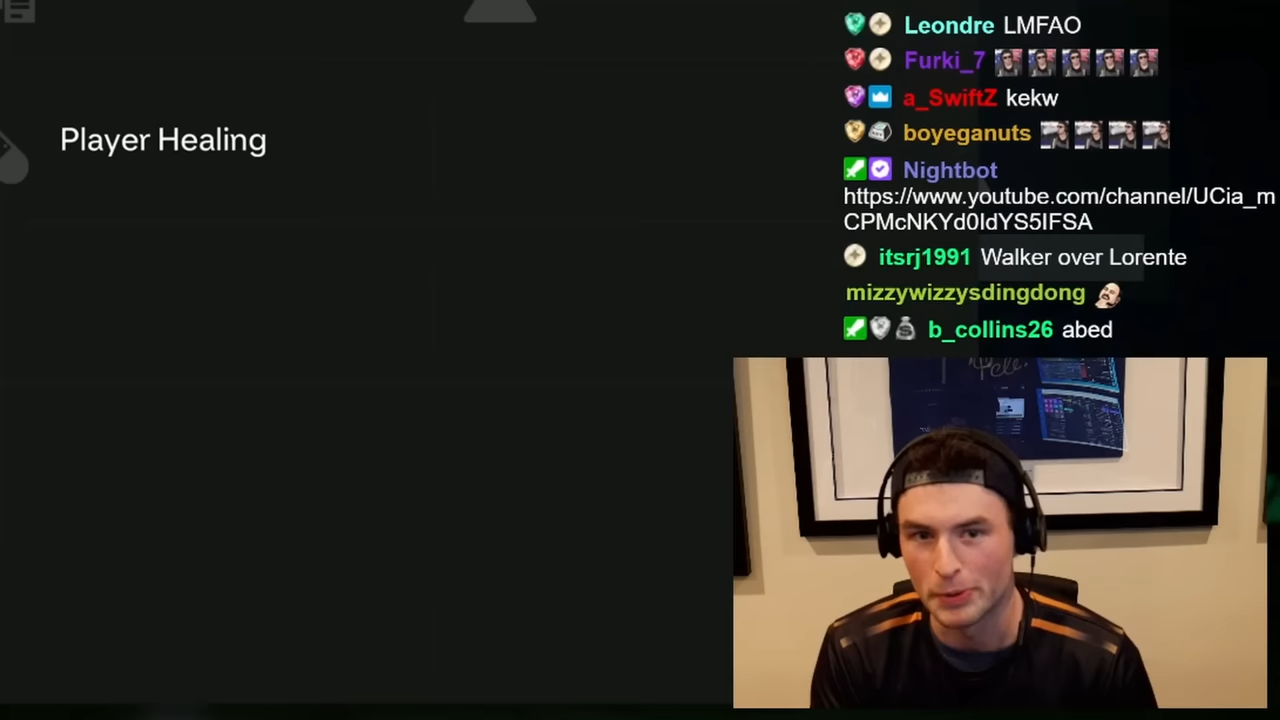 Leondre LMFAO
Furki_7
a_SwiftZ kekw
Player Healing
boyeganuts
Nightbot
https://www.youtube.com/channel/UCia_m
CPMcNKYd0IdYS5IFSA
itsrj1991 Walker over Lorente
mizzywizzysdingdong
b_collins26 abed